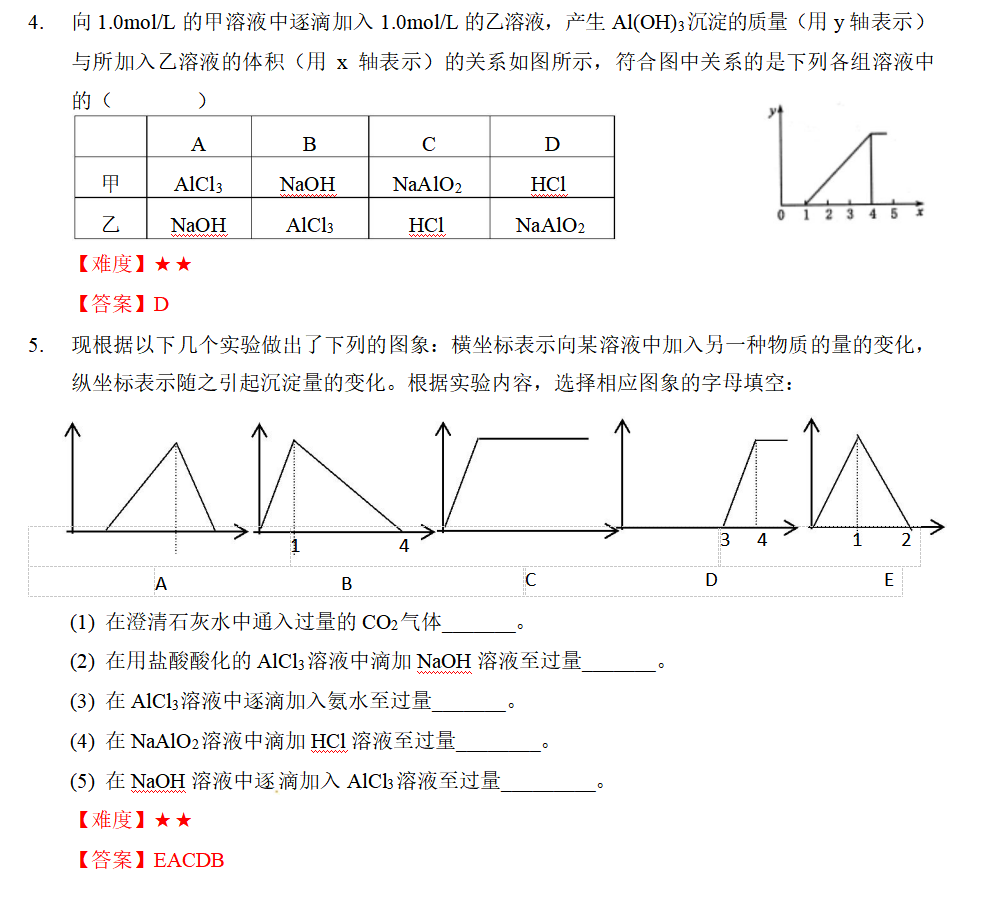 4. 向 1.0mol/L 的甲溶液中逐滴加入 1.0mol/L 的乙溶液，产生 Al(OH)₃沉淀的质量（用 y 轴表示）
与所加入乙溶液的体积（用 x 轴表示）的关系如图所示，符合图中关系的是下列各组溶液中
的（ ）
A B C D
甲 AlCl₃ NaOH NaAlO₂ HCl
乙 NaOH AlCl₃ HCl NaAlO₂
y
0 1 2 3 4 5 x
【难度】★★
【答案】D
5. 现根据以下几个实验做出了下列的图象：横坐标表示向某溶液中加入另一种物质的量的变化，
纵坐标表示随之引起沉淀量的变化。根据实验内容，选择相应图象的字母填空：
1 4 3 4 1 2
A B C D E
(1) 在澄清石灰水中通入过量的 CO₂气体_______。
(2) 在用盐酸酸化的 AlCl₃溶液中滴加 NaOH 溶液至过量_______。
(3) 在 AlCl₃溶液中逐滴加入氨水至过量_______。
(4) 在 NaAlO₂溶液中滴加 HCl 溶液至过量________。
(5) 在 NaOH 溶液中逐滴加入 AlCl₃溶液至过量_________。
【难度】★★
【答案】EACDB